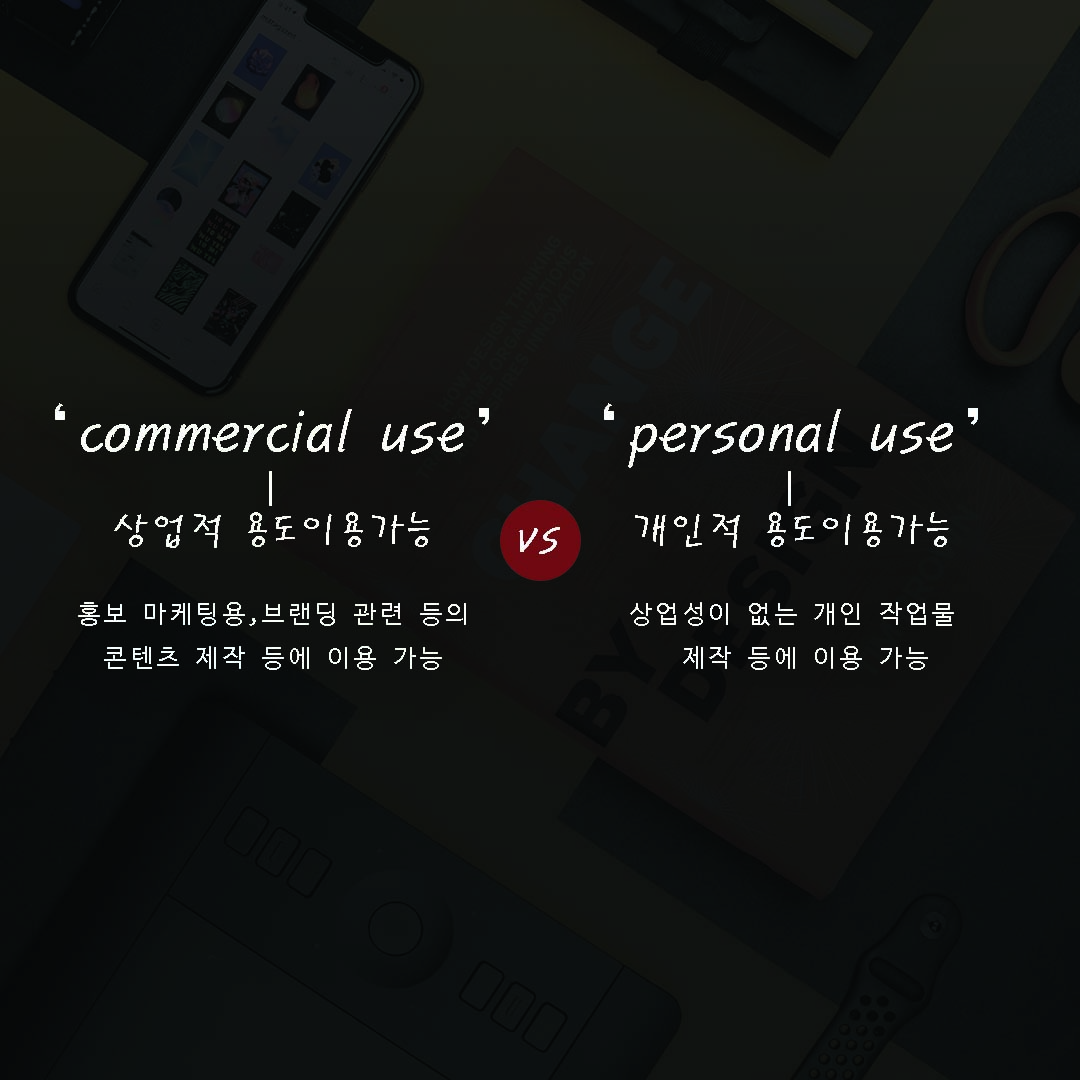 ‘commercial use’
상업적 용도이용가능
홍보 마케팅용,브랜딩 관련 등의
콘텐츠 제작 등에 이용 가능
vs
‘personal use’
개인적 용도이용가능
상업성이 없는 개인 작업물
제작 등에 이용 가능
CHANGE
BY
DESIGN